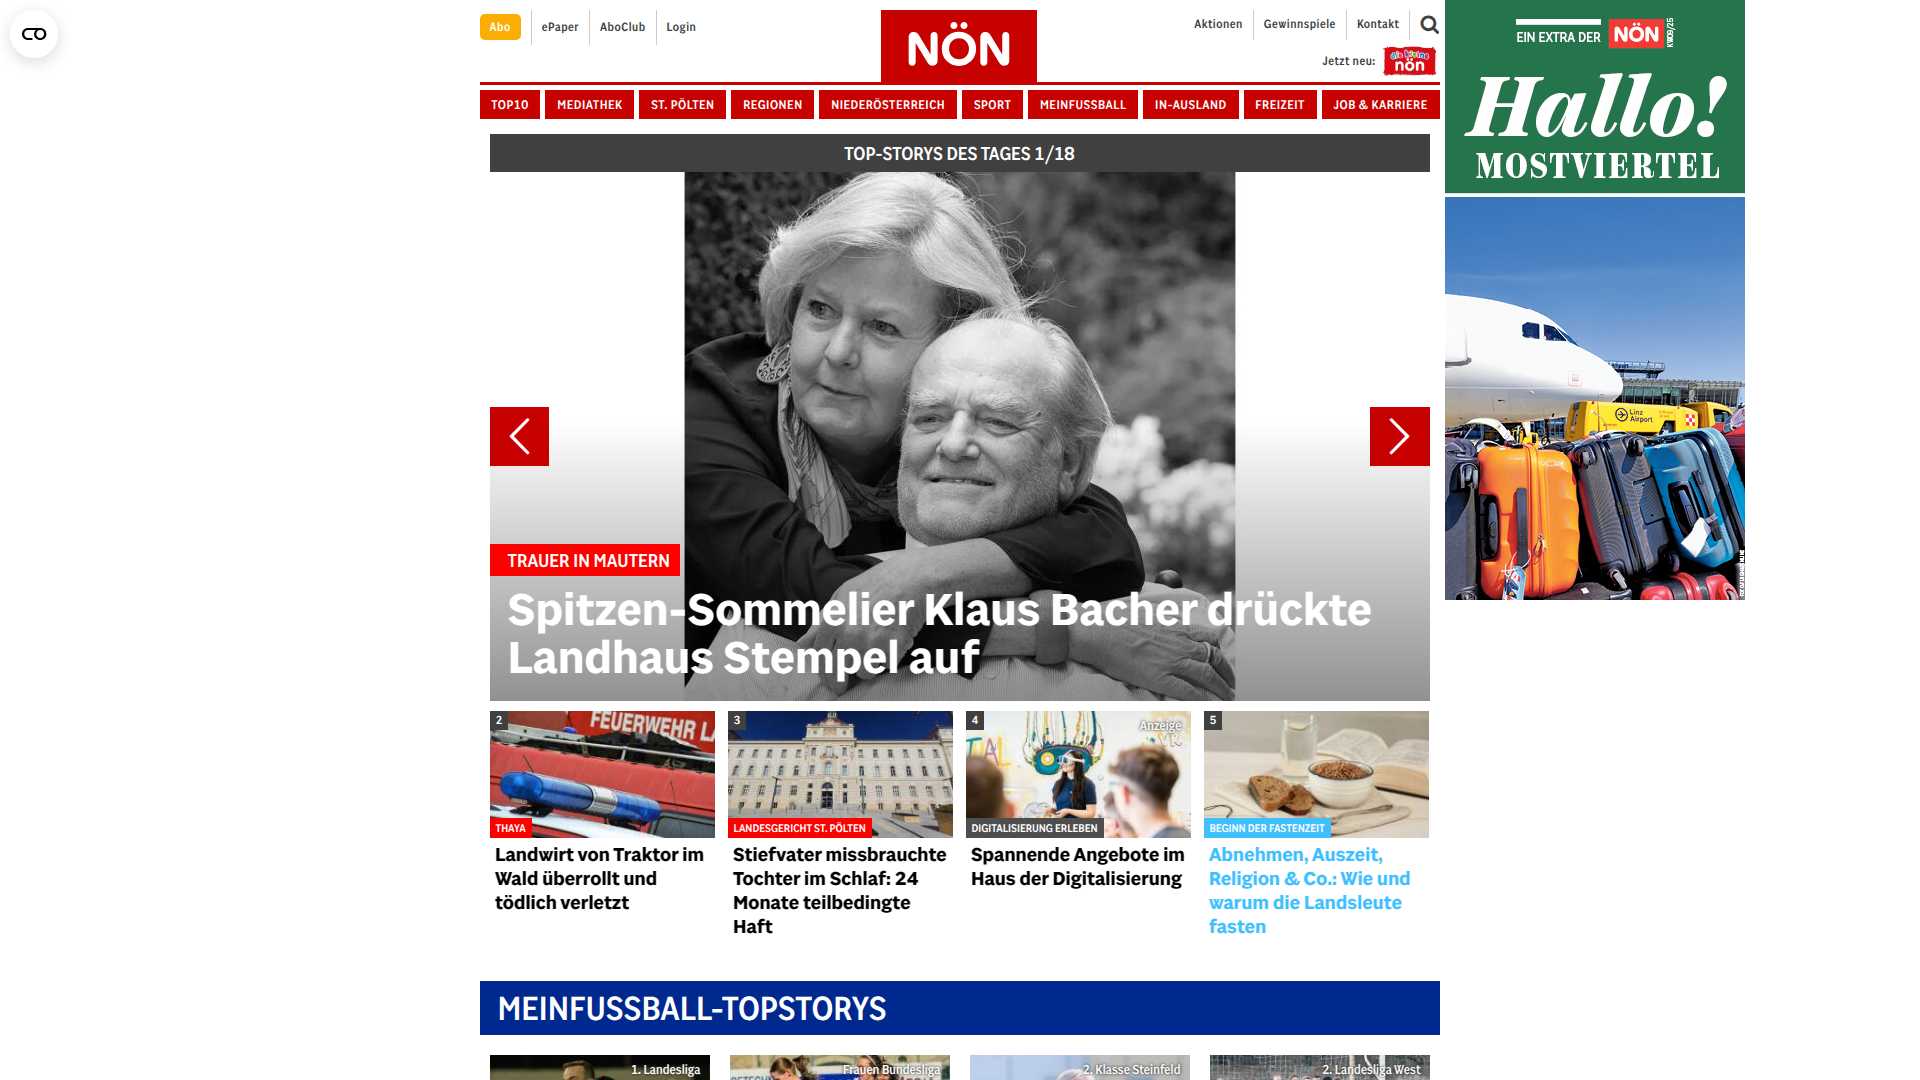 Abo
ePaper
AboClub
Login
NÖN
Aktionen
Gewinnspiele
Kontakt
Jetzt neu:
die kleine
nön
TOP10
MEDIATHEK
ST. PÖLTEN
REGIONEN
NIEDERÖSTERREICH
SPORT
MEINFUSSBALL
IN-AUSLAND
FREIZEIT
JOB & KARRIERE
EIN EXTRA DER NÖN
Hallo!
MOSTVIERTEL
Linz
Airport
TOP-STORYS DES TAGES 1/18
TRAUER IN MAUTERN
Spitzen-Sommelier Klaus Bacher drückte
Landhaus Stempel auf
2
FEUERWEHR
THAYA
Landwirt von Traktor im
Wald überrollt und
tödlich verletzt
3
LANDESGERICHT ST. PÖLTEN
Stiefvater missbrauchte
Tochter im Schlaf: 24
Monate teilbedingte
Haft
4
Anzeige
DIGITALISIERUNG ERLEBEN
Spannende Angebote im
Haus der Digitalisierung
5
BEGINN DER FASTENZEIT
Abnehmen, Auszeit,
Religion & Co.: Wie und
warum die Landsleute
fasten
MEINFUSSBALL-TOPSTORYS
1. Landesliga
Frauen Bundesliga
2. Klasse Steinfeld
2. Landesliga West